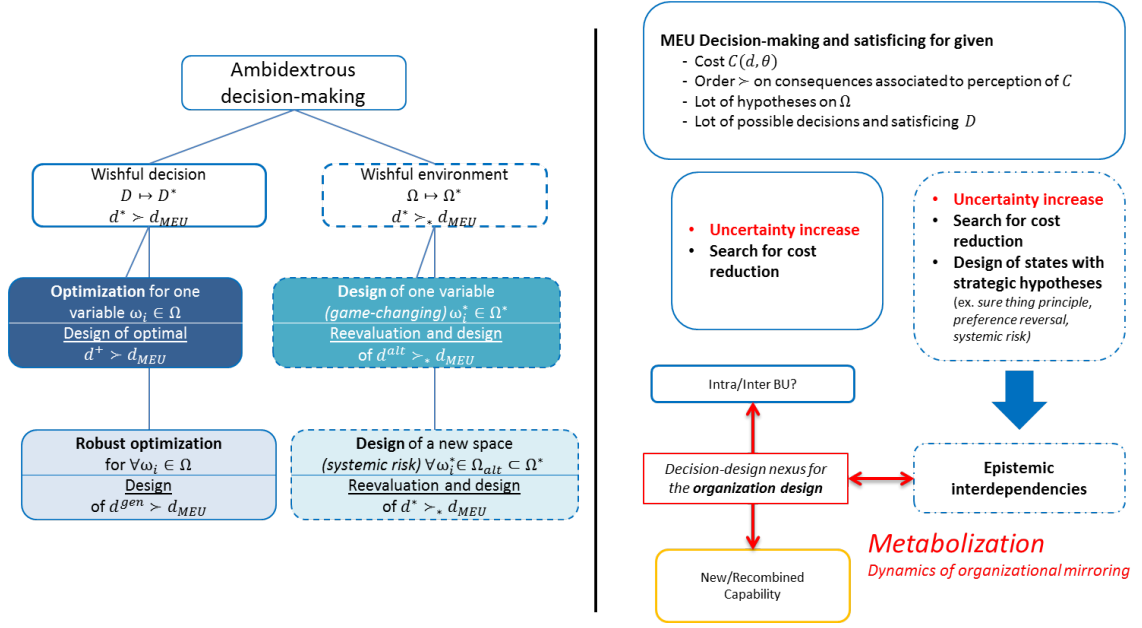 Ambidextrous
decision-making
Wishful decision
D ↦ D*
d* ≻ d_MEU
Wishful environment
Ω ↦ Ω*
d* ≻_* d_MEU
Optimization for one
variable ω_i ∈ Ω
Design of optimal
d⁺ ≻ d_MEU
Design of one variable
(game-changing) ω_i^* ∈ Ω*
Reevaluation and design
of d^alt ≻_* d_MEU
Robust optimization
for ∀ω_i ∈ Ω
Design
of d^gen ≻ d_MEU
Design of a new space
(systemic risk) ∀ω_i^* ∈ Ω_alt ⊂ Ω*
Reevaluation and design
of d* ≻_* d_MEU
MEU Decision-making and satisficing for given
- Cost C(d, θ)
- Order ≻ on consequences associated to perception of C
- Lot of hypotheses on Ω
- Lot of possible decisions and satisficing D
• Uncertainty increase
• Search for cost
reduction
• Uncertainty increase
• Search for cost
reduction
• Design of states with
strategic hypotheses
(ex. sure thing principle,
preference reversal,
systemic risk)
Intra/Inter BU?
Decision-design nexus for
the organization design
Epistemic
interdependencies
New/Recombined
Capability
Metabolization
Dynamics of organizational mirroring